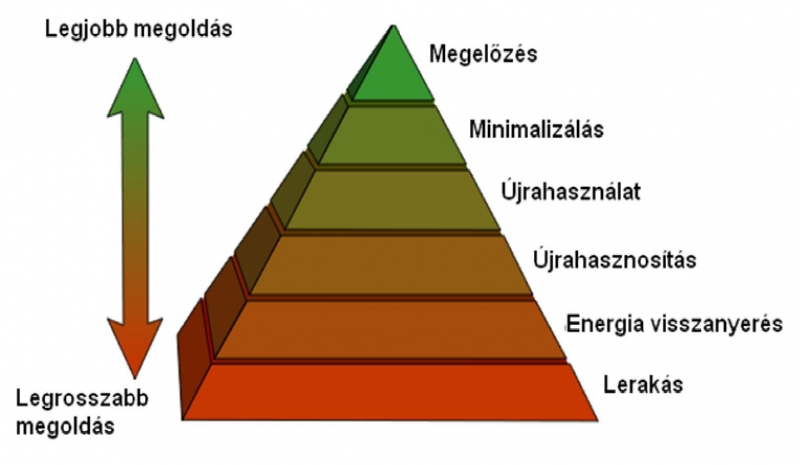 Legjobb megoldás
Megelőzés
Minimalizálás
Újrahasználat
Újrahasznosítás
Energia visszanyerés
Lerakás
Legrosszabb
megoldás